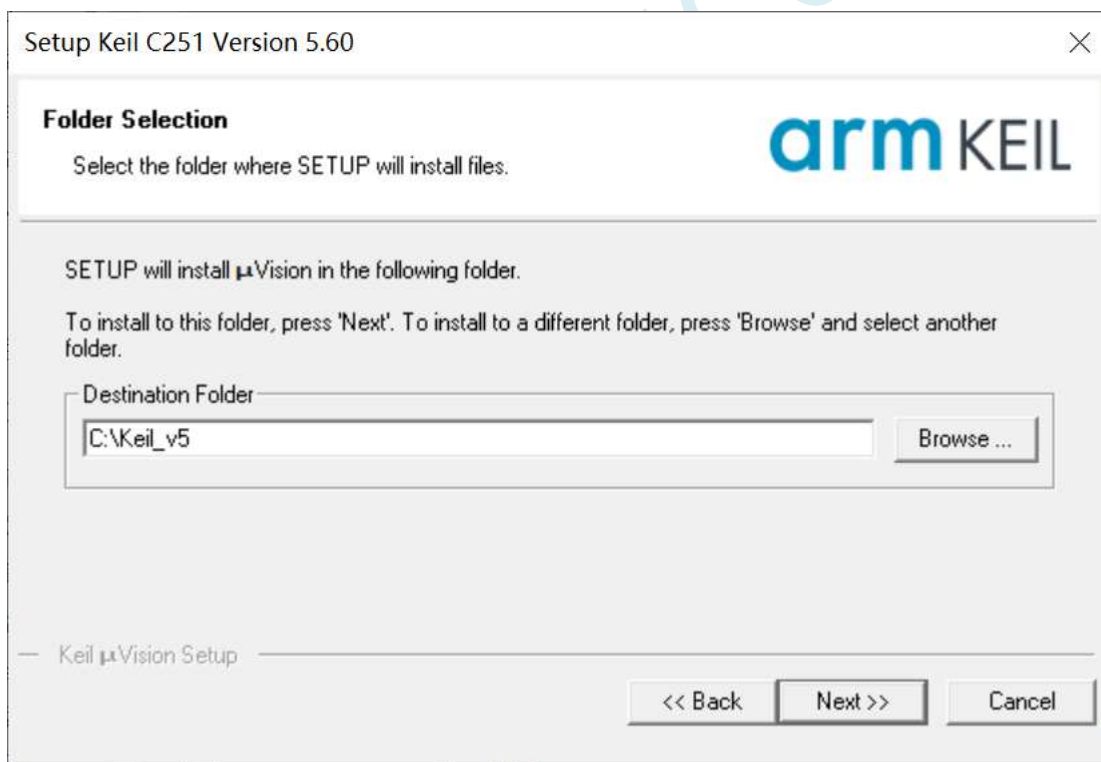 Setup Keil C251 Version 5.60
Folder Selection
Select the folder where SETUP will install files.
arm KEIL
SETUP will install µVision in the following folder.
To install to this folder, press 'Next'. To install to a different folder, press 'Browse' and select another
folder.
Destination Folder
C:\Keil_v5
Browse ...
Keil µVision Setup
<< Back
Next >>
Cancel